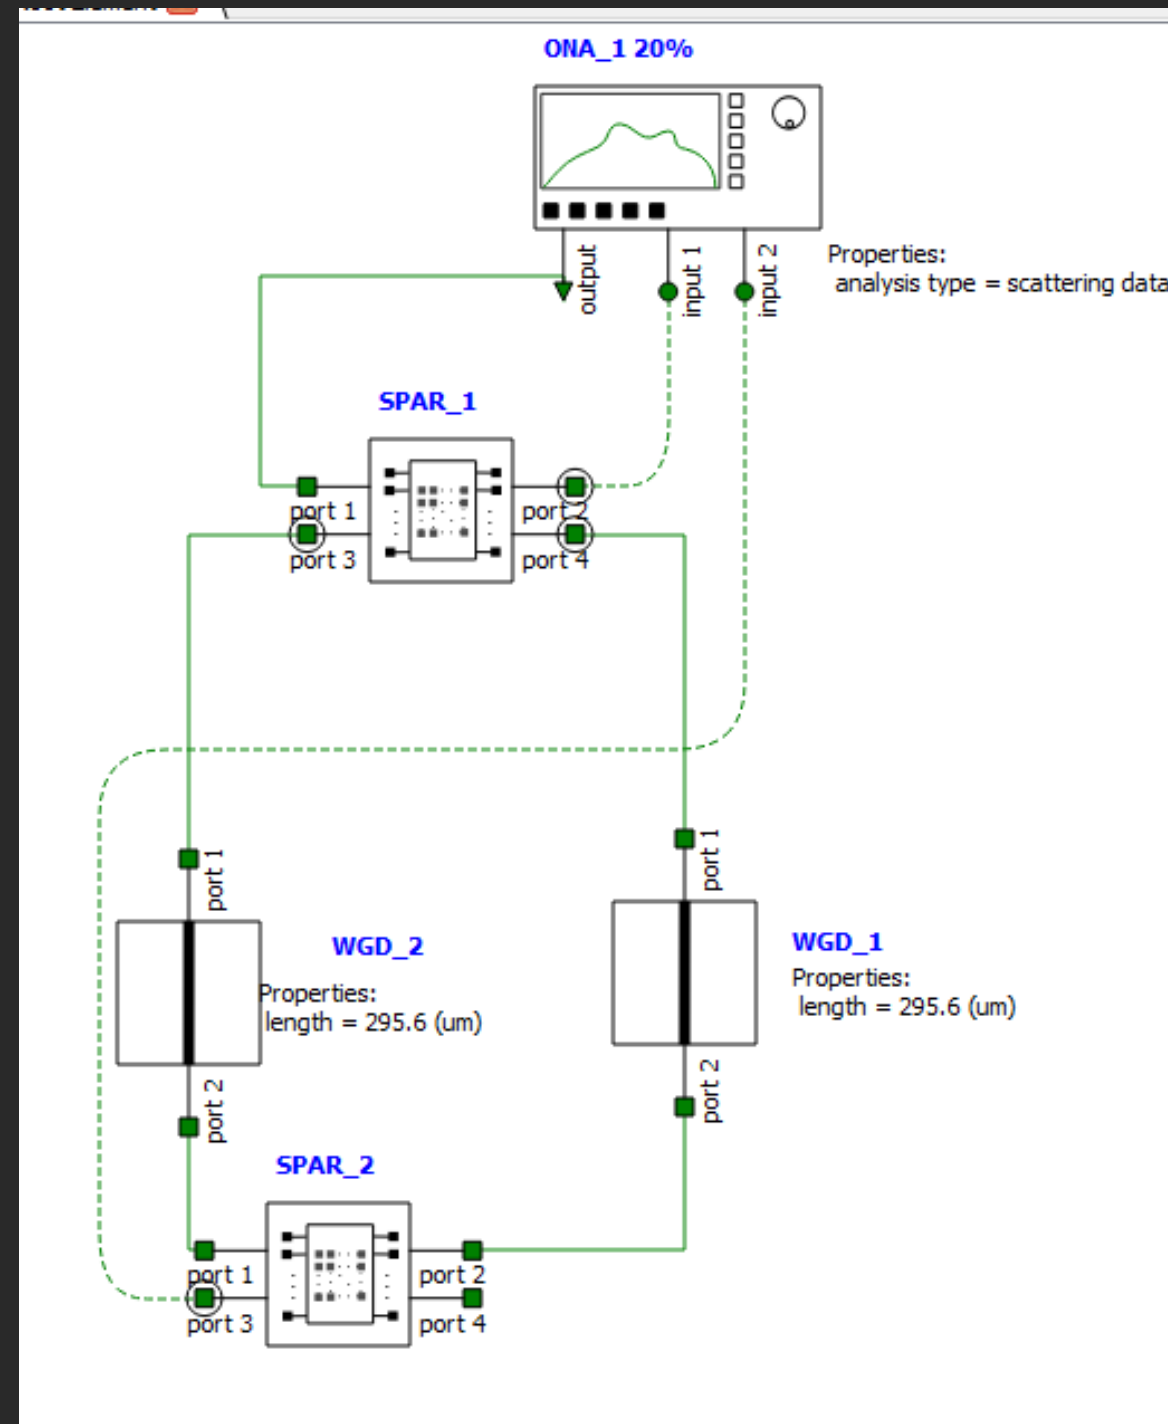 ONA_1 20%
output
input 1
input 2
Properties:
analysis type = scattering data
SPAR_1
port 1
port 2
port 3
port 4
port 1
port 1
WGD_2
Properties:
length = 295.6 (um)
WGD_1
Properties:
length = 295.6 (um)
port 2
port 2
SPAR_2
port 1
port 2
port 3
port 4